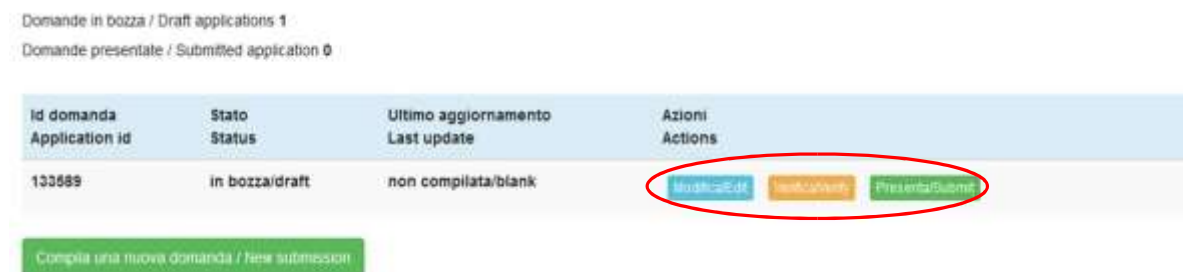 Domande in bozza / Draft applications 1
Domande presentate / Submitted application 0
Id domanda Stato Ultimo aggiornamento Azioni
Application id Status Last update Actions
133589 in bozza/draft non compilata/blank Modifica/Edit Verifica/Verify Presenta/Submit
Compila una nuova domanda / New submission